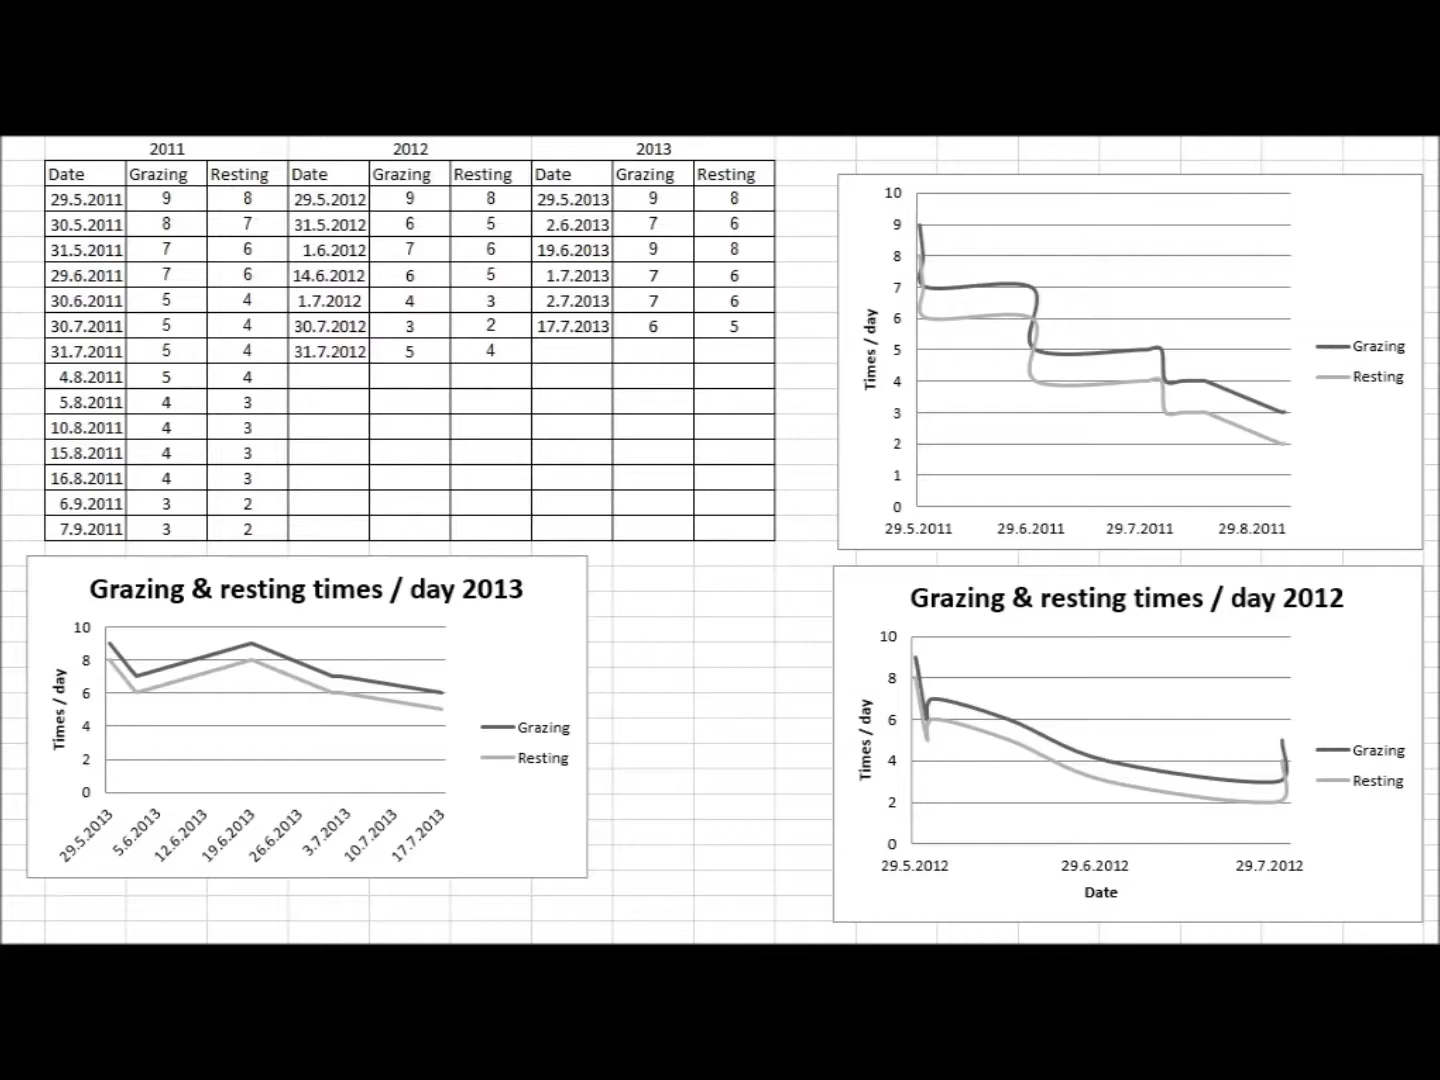 2011 2012 2013
Date Grazing Resting Date Grazing Resting Date Grazing Resting
29.5.2011 9 8 29.5.2012 9 8 29.5.2013 9 8
30.5.2011 8 7 31.5.2012 6 5 2.6.2013 7 6
31.5.2011 7 6 1.6.2012 7 6 19.6.2013 9 8
29.6.2011 7 6 14.6.2012 6 5 1.7.2013 7 6
30.6.2011 5 4 1.7.2012 4 3 2.7.2013 7 6
30.7.2011 5 4 30.7.2012 3 2 17.7.2013 6 5
31.7.2011 5 4 31.7.2012 5 4
4.8.2011 5 4
5.8.2011 4 3
10.8.2011 4 3
15.8.2011 4 3
16.8.2011 4 3
6.9.2011 3 2
7.9.2011 3 2
10
9
8
7
6
5
4
3
2
1
0
Times / day
29.5.2011 29.6.2011 29.7.2011 29.8.2011
Grazing
Resting
Grazing & resting times / day 2013
10
8
6
4
2
0
Times / day
29.5.2013 5.6.2013 12.6.2013 19.6.2013 26.6.2013 3.7.2013 10.7.2013 17.7.2013
Grazing
Resting
Grazing & resting times / day 2012
10
8
6
4
2
0
Times / day
29.5.2012 29.6.2012 29.7.2012
Date
Grazing
Resting